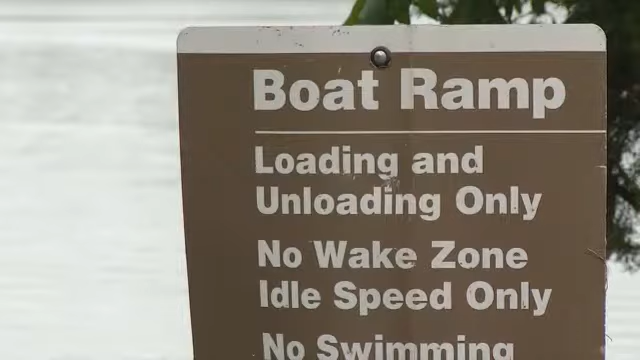 Boat Ramp
Loading and
Unloading Only
No Wake Zone
Idle Speed Only
No Swimming